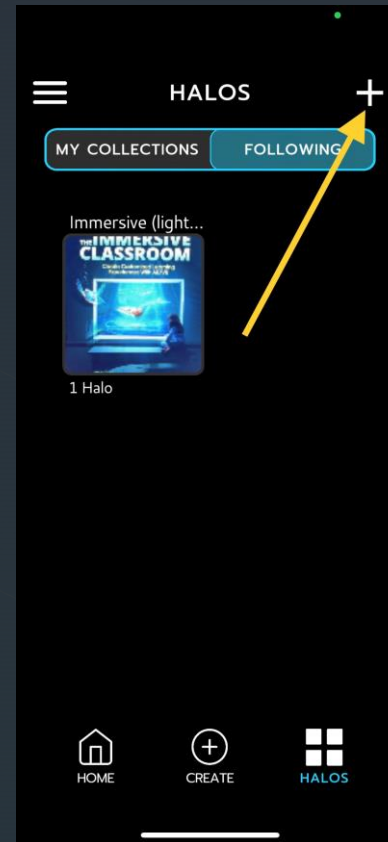 HALOS
MY COLLECTIONS FOLLOWING
Immersive (light...
THE IMMERSIVE
CLASSROOM
1 Halo
HOME CREATE HALOS